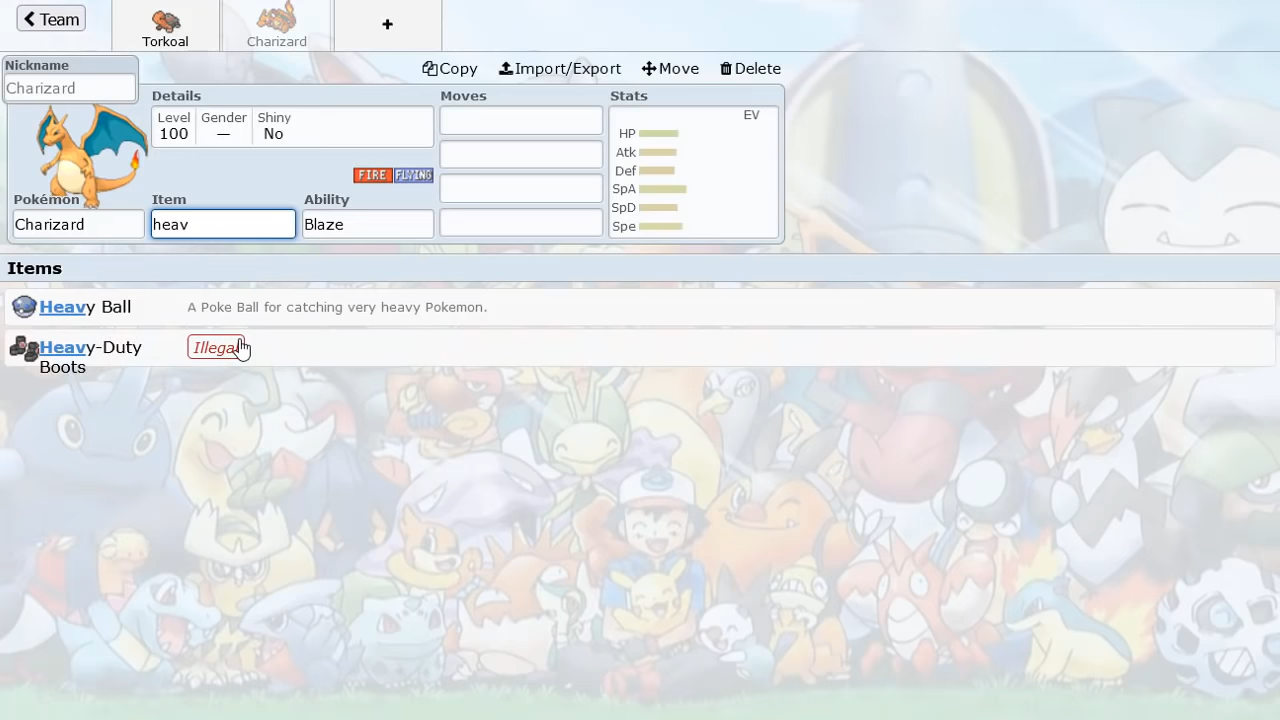 Team
Torkoal
Charizard
+
Nickname
Charizard
Copy
Import/Export
Move
Delete
Details
Level
100
Gender
—
Shiny
No
FIRE FLYING
Pokémon
Charizard
Item
heav
Ability
Blaze
Moves
Stats
EV
HP
Atk
Def
SpA
SpD
Spe
Items
Heavy Ball
A Poke Ball for catching very heavy Pokemon.
Heavy-Duty
Boots
Illegal